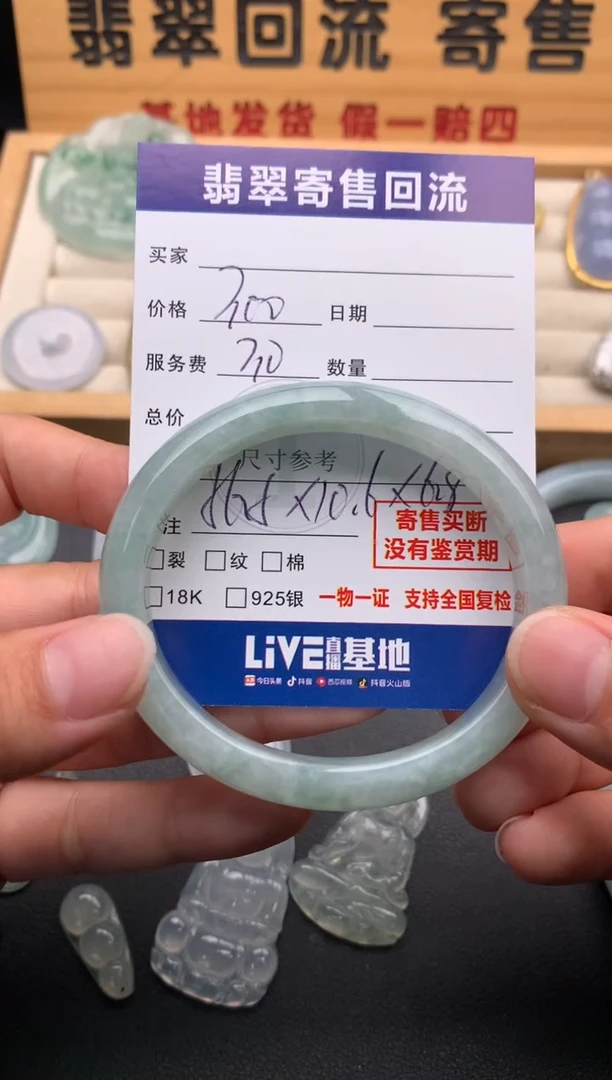 翡翠回流 寄售
基地发货 假一赔四
翡翠寄售回流
买家
价格 700 日期
服务费 70 数量
总价
尺寸参考
注
寄售买断
没有鉴赏期
裂 纹 棉
18K 925银 一物一证 支持全国复检
LiVE直播基地
今日头条 抖音 西瓜视频 抖音火山版